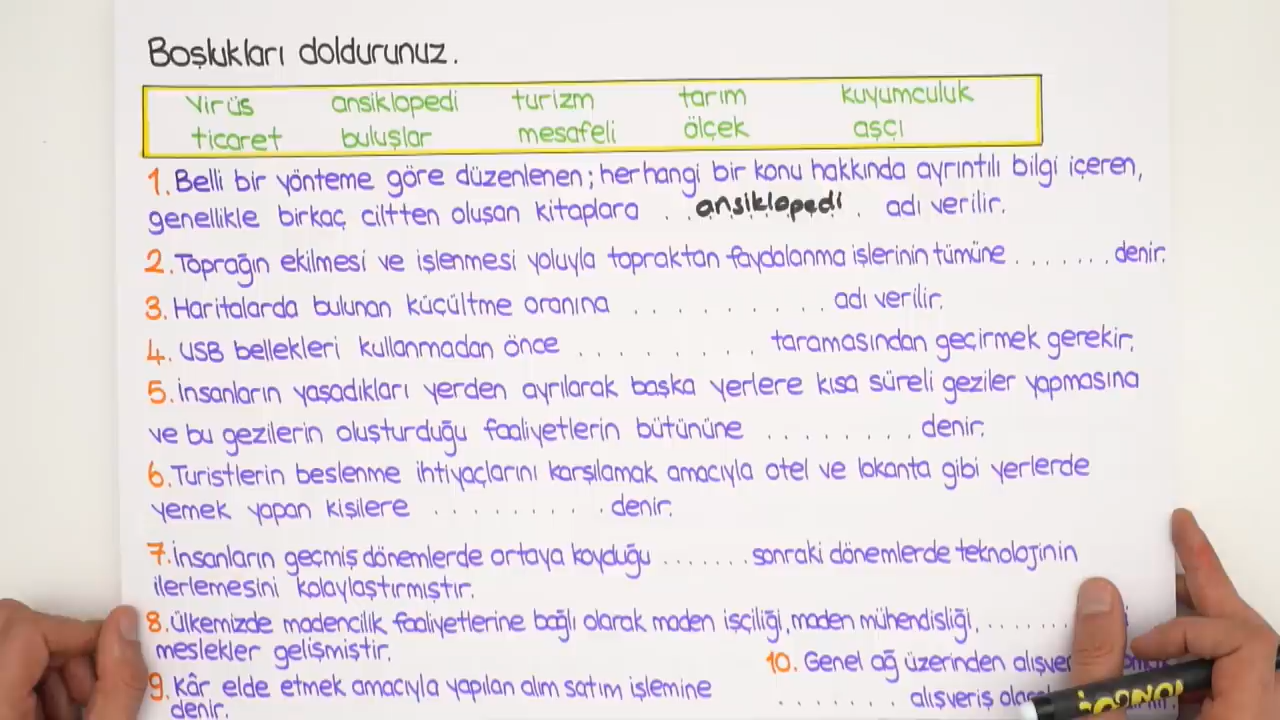 Boşlukları doldurunuz.
virüs ansiklopedi turizm tarım kuyumculuk
ticaret buluşlar mesafeli ölçek aşçı
1. Belli bir yönteme göre düzenlenen; herhangi bir konu hakkında ayrıntılı bilgi içeren,
genellikle birkaç ciltten oluşan kitaplara . . ansiklopedi . adı verilir.
2. Toprağın ekilmesi ve işlenmesi yoluyla topraktan faydalanma işlerinin tümüne . . . . . . . denir.
3. Haritalarda bulunan küçültme oranına . . . . . . . . . adı verilir.
4. USB bellekleri kullanmadan önce . . . . . . . . taramasından geçirmek gerekir.
5. İnsanların yaşadıkları yerden ayrılarak başka yerlere kısa süreli geziler yapmasına
ve bu gezilerin oluşturduğu faaliyetlerin bütününe . . . . . . . denir.
6. Turistlerin beslenme ihtiyaçlarını karşılamak amacıyla otel ve lokanta gibi yerlerde
yemek yapan kişilere . . . . . . . . denir.
7. İnsanların geçmiş dönemlerde ortaya koyduğu . . . . . . . sonraki dönemlerde teknolojinin
ilerlemesini kolaylaştırmıştır.
8. Ülkemizde madencilik faaliyetlerine bağlı olarak maden işçiliği, maden mühendisliği, . . . . . .
meslekler gelişmiştir.
9. Kâr elde etmek amacıyla yapılan alım satım işlemine
denir.
10. Genel ağ üzerinden
. . . . . . . alışveriş